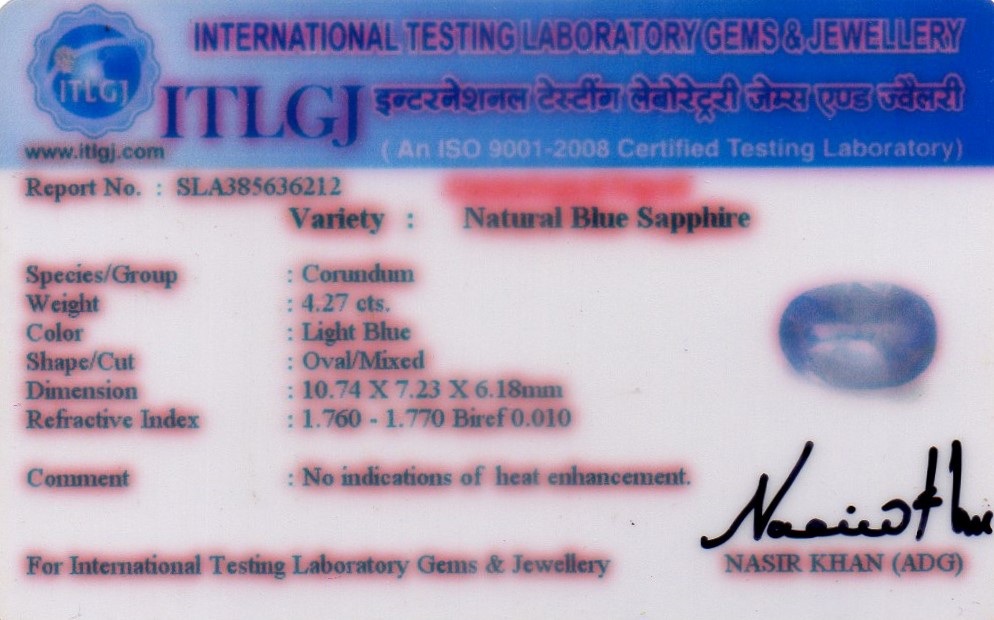 INTERNATIONAL TESTING LABORATORY GEMS & JEWELLERY
ITLGJ
ITLGJ इन्टरनेशनल टेस्टींग लेबोरेट्ररी जेम्स एण्ड ज्वैलरी
www.itlgj.com
( An ISO 9001-2008 Certified Testing Laboratory)
Report No. : SLA385636212
Variety : Natural Blue Sapphire
Species/Group : Corundum
Weight : 4.27 cts.
Color : Light Blue
Shape/Cut : Oval/Mixed
Dimension : 10.74 X 7.23 X 6.18mm
Refractive Index : 1.760 - 1.770 Biref 0.010
Comment : No indications of heat enhancement.
For International Testing Laboratory Gems & Jewellery
NASIR KHAN (ADG)